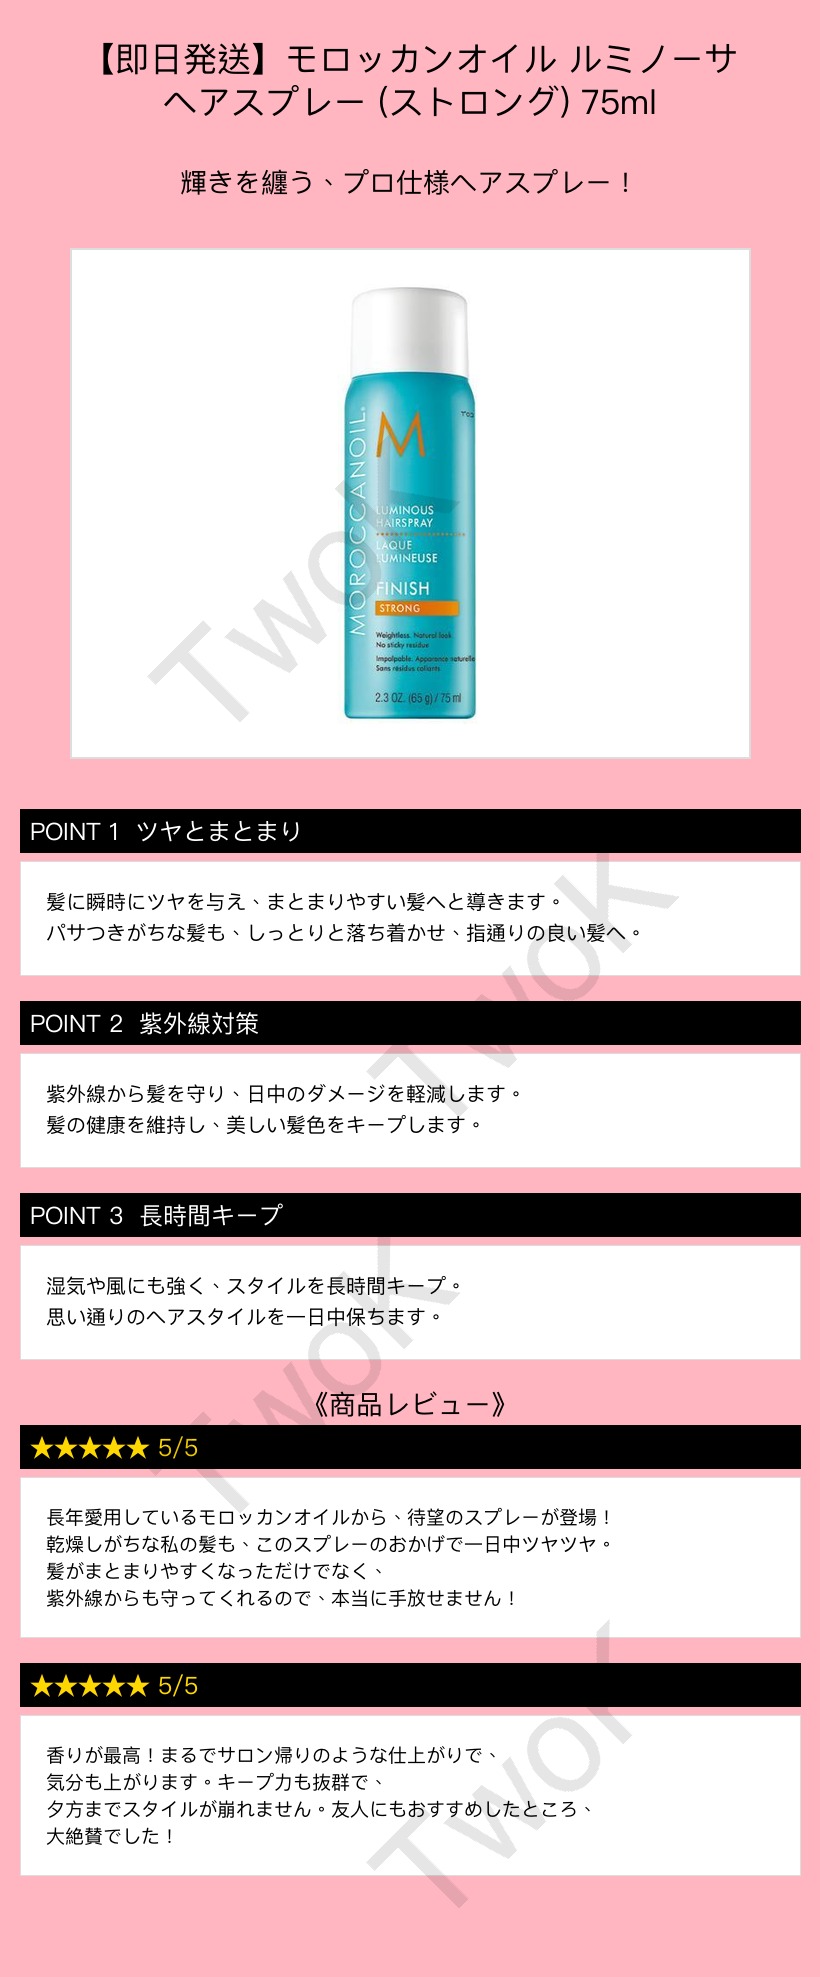 【即日発送】モロッカンオイル ルミノーサ
ヘアスプレー (ストロング) 75ml
輝きを纏う、プロ仕様ヘアスプレー！
MOROCCANOIL®
M
LUMINOUS
HAIRSPRAY
LAQUE
LUMINEUSE
FINISH
STRONG
Weightless. Natural look
No sticky residue
Impalpable. Apparence naturelle
Sans résidus collants
2.3 OZ. (65 g) / 75 ml
TwoK
POINT 1 ツヤとまとまり
髪に瞬時にツヤを与え、まとまりやすい髪へと導きます。
パサつきがちな髪も、しっとりと落ち着かせ、指通りの良い髪へ。
TwoK
POINT 2 紫外線対策
紫外線から髪を守り、日中のダメージを軽減します。
髪の健康を維持し、美しい髪色をキープします。
POINT 3 長時間キープ
湿気や風にも強く、スタイルを長時間キープ。
思い通りのヘアスタイルを一日中保ちます。
TwoK
《商品レビュー》
★★★★★ 5/5
長年愛用しているモロッカンオイルから、待望のスプレーが登場！
乾燥しがちな私の髪も、このスプレーのおかげで一日中ツヤツヤ。
髪がまとまりやすくなっただけでなく、
紫外線からも守ってくれるので、本当に手放せません！
★★★★★ 5/5
香りが最高！まるでサロン帰りのような仕上がりで、
気分も上がります。キープ力も抜群で、
夕方までスタイルが崩れません。友人にもおすすめしたところ、
大絶賛でした！
TwoK